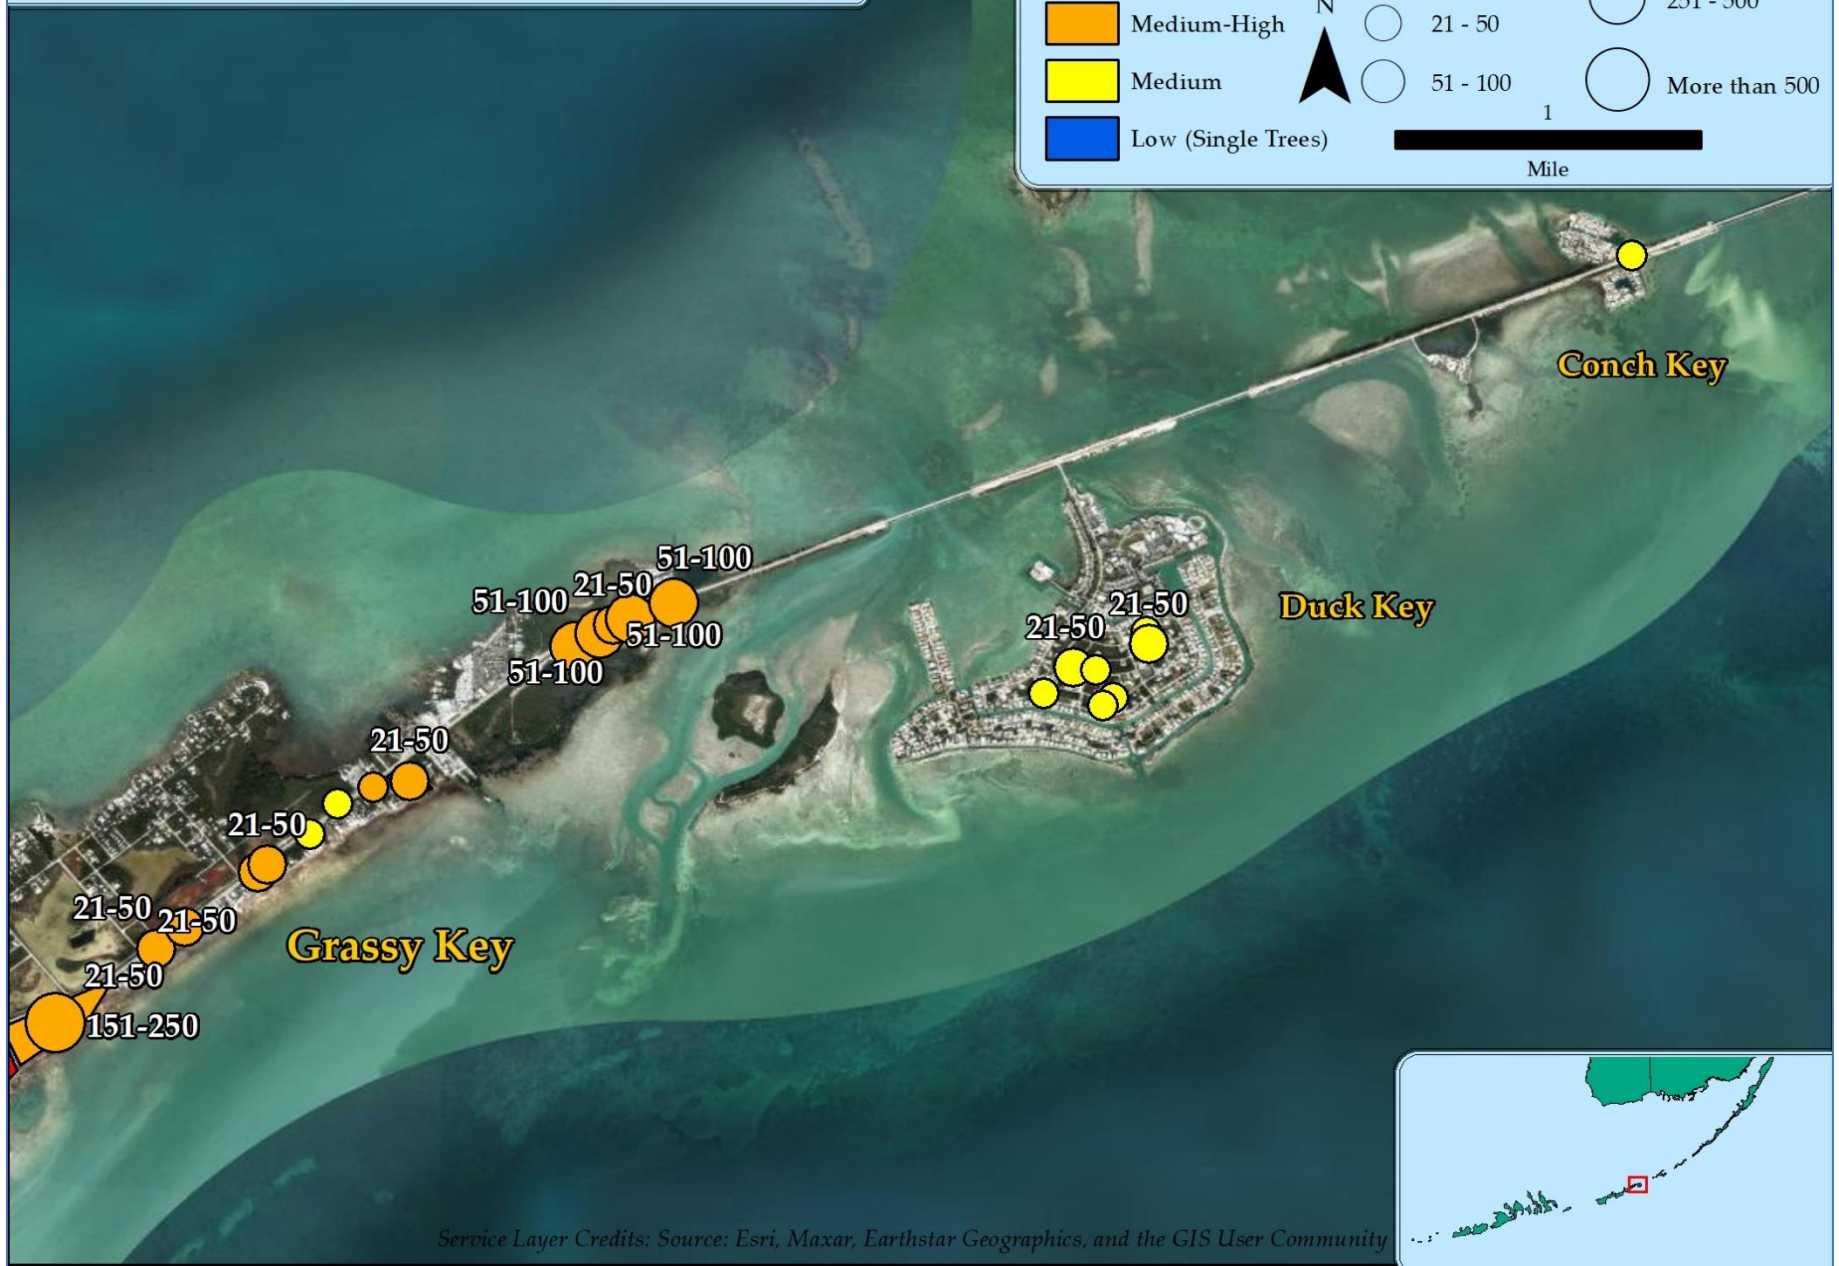 251 - 500
Medium-High
N
21 - 50
Medium
51 - 100
More than 500
1
Low (Single Trees)
Mile
Conch Key
51-100
21-50
51-100
51-100
51-100
21-50
21-50
Duck Key
21-50
21-50
21-50
21-50
Grassy Key
21-50
151-250
Service Layer Credits: Source: Esri, Maxar, Earthstar Geographics, and the GIS User Community